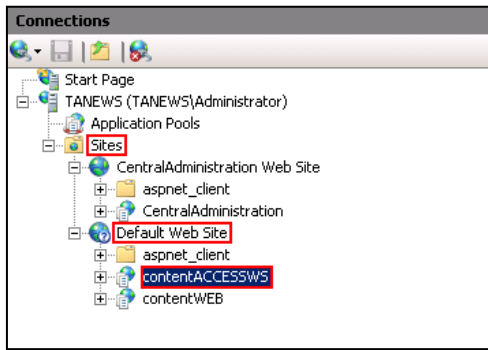 Connections
Start Page
TANEWS (TANEWS\Administrator)
Application Pools
Sites
CentralAdministration Web Site
aspnet_client
CentralAdministration
Default Web Site
aspnet_client
contentACCESSWS
contentWEB